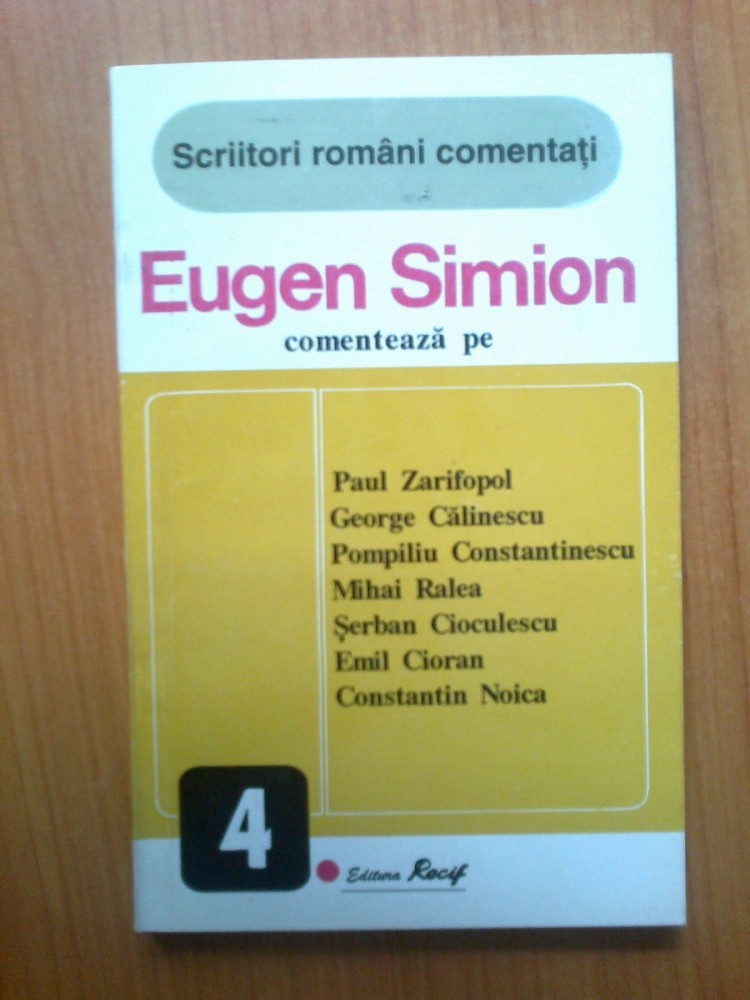 Scriitori români comentați
Eugen Simion
comentează pe
Paul Zarifopol
George Călinescu
Pompiliu Constantinescu
Mihai Ralea
Șerban Cioculescu
Emil Cioran
Constantin Noica
4
Editura Recif